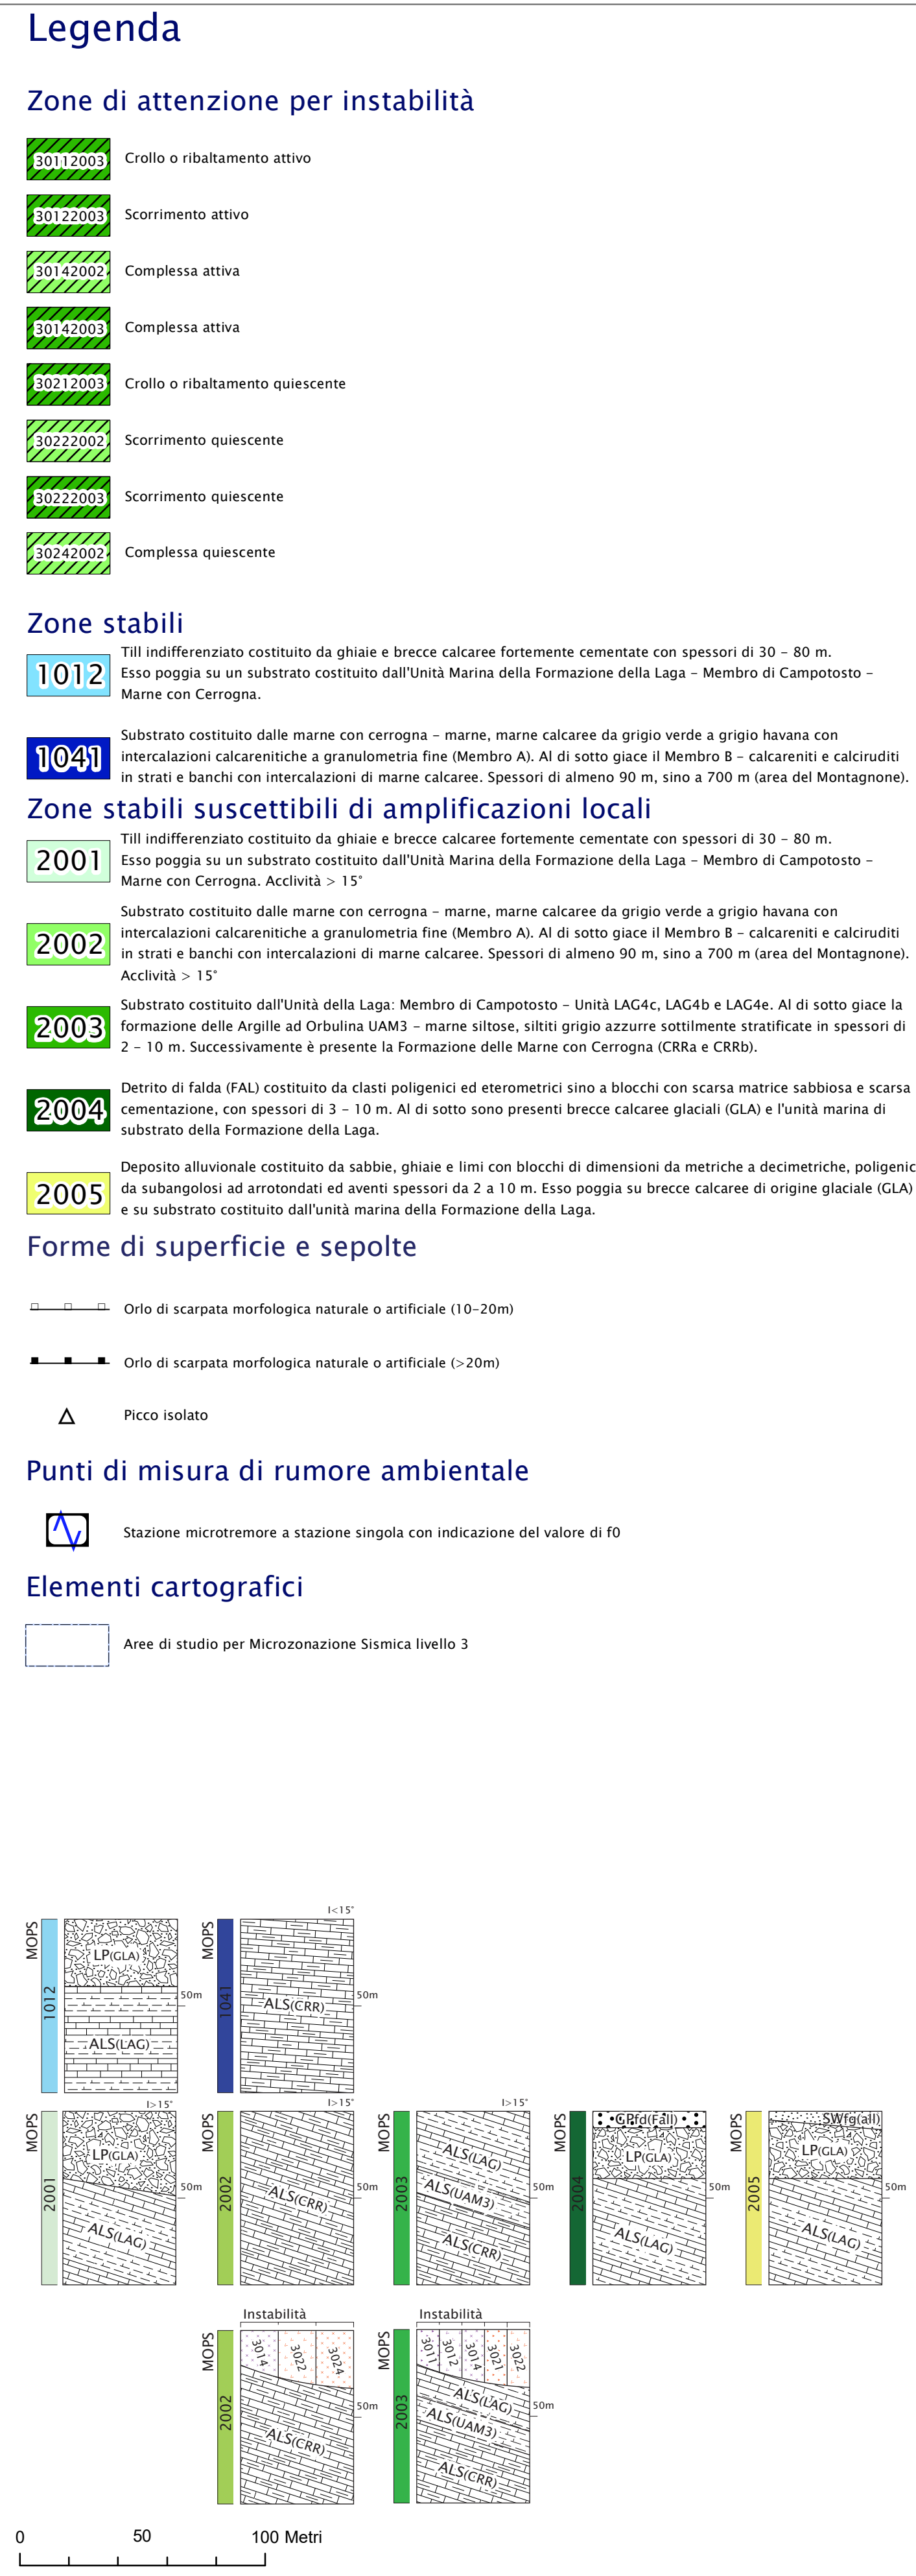 Legenda
Zone di attenzione per instabilità
30112003 Crollo o ribaltamento attivo
30122003 Scorrimento attivo
30142002 Complessa attiva
30142003 Complessa attiva
30212003 Crollo o ribaltamento quiescente
30222002 Scorrimento quiescente
30222003 Scorrimento quiescente
30242002 Complessa quiescente
Zone stabili
1012
Till indifferenziato costituito da ghiaie e brecce calcaree fortemente cementate con spessori di 30 - 80 m.
Esso poggia su un substrato costituito dall'Unità Marina della Formazione della Laga - Membro di Campotosto -
Marne con Cerrogna.
1041
Substrato costituito dalle marne con cerrogna - marne, marne calcaree da grigio verde a grigio havana con
intercalazioni calcarenitiche a granulometria fine (Membro A). Al di sotto giace il Membro B - calcareniti e calciruditi
in strati e banchi con intercalazioni di marne calcaree. Spessori di almeno 90 m, sino a 700 m (area del Montagnone).
Zone stabili suscettibili di amplificazioni locali
2001
Till indifferenziato costituito da ghiaie e brecce calcaree fortemente cementate con spessori di 30 - 80 m.
Esso poggia su un substrato costituito dall'Unità Marina della Formazione della Laga - Membro di Campotosto -
Marne con Cerrogna. Acclività > 15°
2002
Substrato costituito dalle marne con cerrogna - marne, marne calcaree da grigio verde a grigio havana con
intercalazioni calcarenitiche a granulometria fine (Membro A). Al di sotto giace il Membro B - calcareniti e calciruditi
in strati e banchi con intercalazioni di marne calcaree. Spessori di almeno 90 m, sino a 700 m (area del Montagnone).
Acclività > 15°
2003
Substrato costituito dall'Unità della Laga: Membro di Campotosto - Unità LAG4c, LAG4b e LAG4e. Al di sotto giace la
formazione delle Argille ad Orbulina UAM3 - marne siltose, siltiti grigio azzurre sottilmente stratificate in spessori di
2 - 10 m. Successivamente è presente la Formazione delle Marne con Cerrogna (CRRa e CRRb).
2004
Detrito di falda (FAL) costituito da clasti poligenici ed eterometrici sino a blocchi con scarsa matrice sabbiosa e scarsa
cementazione, con spessori di 3 - 10 m. Al di sotto sono presenti brecce calcaree glaciali (GLA) e l'unità marina di
substrato della Formazione della Laga.
2005
Deposito alluvionale costituito da sabbie, ghiaie e limi con blocchi di dimensioni da metriche a decimetriche, poligenic
da subangolosi ad arrotondati ed aventi spessori da 2 a 10 m. Esso poggia su brecce calcaree di origine glaciale (GLA)
e su substrato costituito dall'unità marina della Formazione della Laga.
Forme di superficie e sepolte
Orlo di scarpata morfologica naturale o artificiale (10-20m)
Orlo di scarpata morfologica naturale o artificiale (>20m)
Picco isolato
Punti di misura di rumore ambientale
Stazione microtremore a stazione singola con indicazione del valore di f0
Elementi cartografici
Aree di studio per Microzonazione Sismica livello 3
MOPS 1012 LP(GLA) ALS(LAG) 50m
MOPS 1041 I<15° ALS(CRR) 50m
MOPS 2001 I>15° LP(GLA) ALS(LAG) 50m
MOPS 2002 I>15° ALS(CRR) 50m
MOPS 2003 I>15° ALS(LAG) ALS(UAM3) ALS(CRR) 50m
MOPS 2004 GPfd(Fall) LP(GLA) ALS(LAG) 50m
MOPS 2005 SWfg(all) LP(GLA) ALS(LAG) 50m
MOPS 2002 Instabilità 3014 3022 3024 ALS(CRR) 50m
MOPS 2003 Instabilità 3011 3012 3014 3021 3022 ALS(LAG) ALS(UAM3) ALS(CRR) 50m
0 50 100 Metri